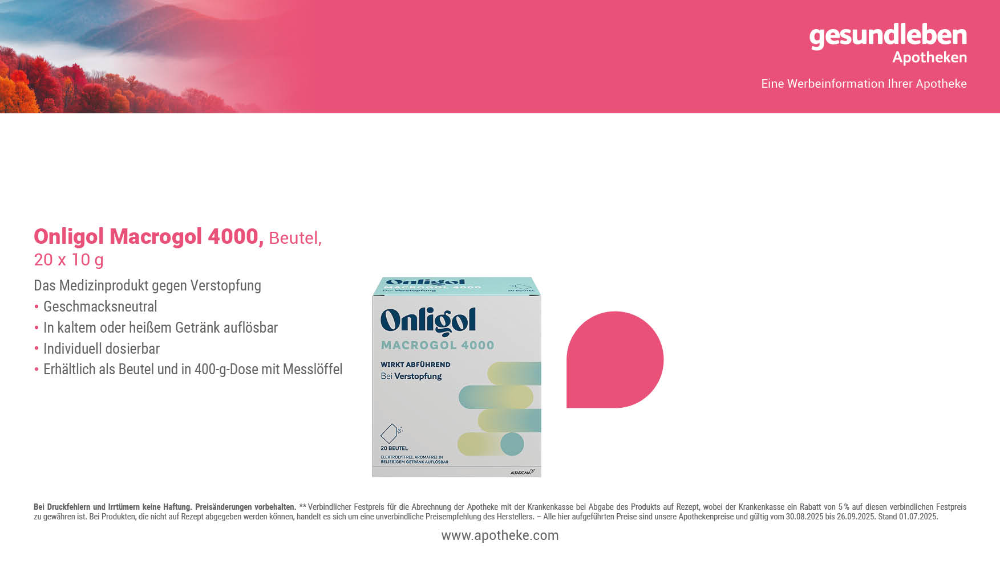 gesundleben
Apotheken
Eine Werbeinformation Ihrer Apotheke
Onligol Macrogol 4000, Beutel,
20 x 10 g
Das Medizinprodukt gegen Verstopfung
• Geschmacksneutral
• In kaltem oder heißem Getränk auflösbar
• Individuell dosierbar
• Erhältlich als Beutel und in 400-g-Dose mit Messlöffel
Onligol
MACROGOL 4000
Bei Verstopfung
20 BEUTEL
Onligol
MACROGOL 4000
WIRKT ABFÜHREND
Bei Verstopfung
20 BEUTEL
ELEKTROLYTFREI, AROMAFREI IN
BELIEBIGEM GETRÄNK AUFLÖSBAR
ALFASIGMA
Bei Druckfehlern und Irrtümern keine Haftung. Preisänderungen vorbehalten. ** Verbindlicher Festpreis für die Abrechnung der Apotheke mit der Krankenkasse bei Abgabe des Produkts auf Rezept, wobei der Krankenkasse ein Rabatt von 5 % auf diesen verbindlichen Festpreis
zu gewähren ist. Bei Produkten, die nicht auf Rezept abgegeben werden können, handelt es sich um eine unverbindliche Preisempfehlung des Herstellers. – Alle hier aufgeführten Preise sind unsere Apothekenpreise und gültig vom 30.08.2025 bis 26.09.2025. Stand 01.07.2025.
www.apotheke.com